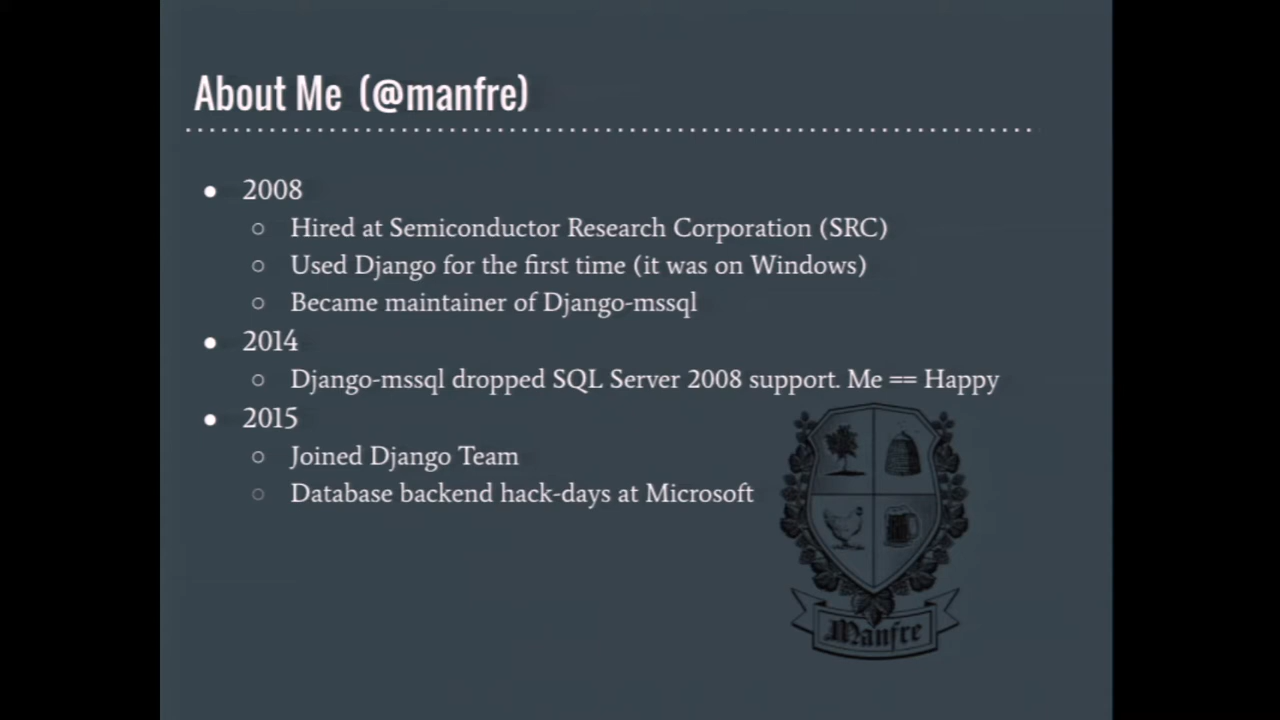 About Me (@manfre)
● 2008
○ Hired at Semiconductor Research Corporation (SRC)
○ Used Django for the first time (it was on Windows)
○ Became maintainer of Django-mssql
● 2014
○ Django-mssql dropped SQL Server 2008 support. Me == Happy
● 2015
○ Joined Django Team
○ Database backend hack-days at Microsoft
Manfre